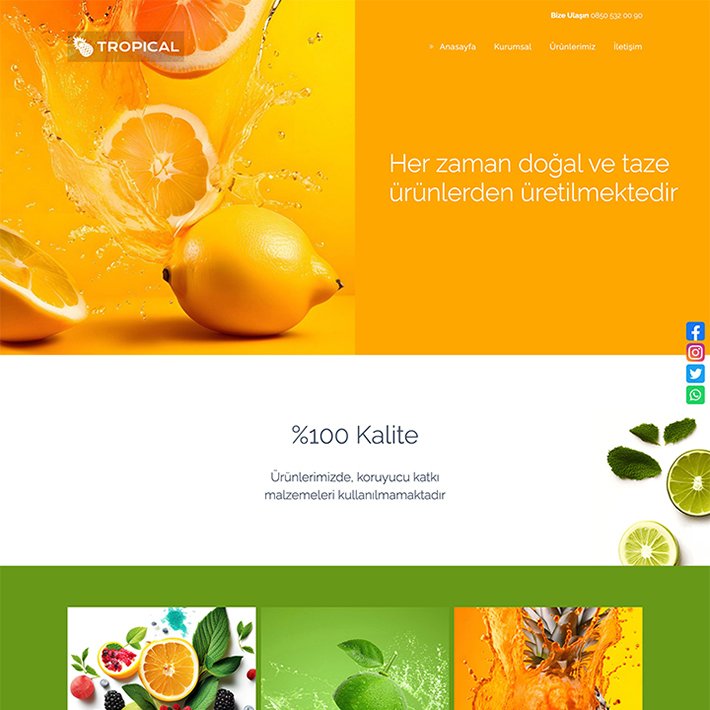 Bize Ulaşın 0850 532 00 90
TROPICAL
Anasayfa Kurumsal Ürünlerimiz İletişim
Her zaman doğal ve taze
ürünlerden üretilmektedir
%100 Kalite
Ürünlerimizde, koruyucu katkı
malzemeleri kullanılmamaktadır